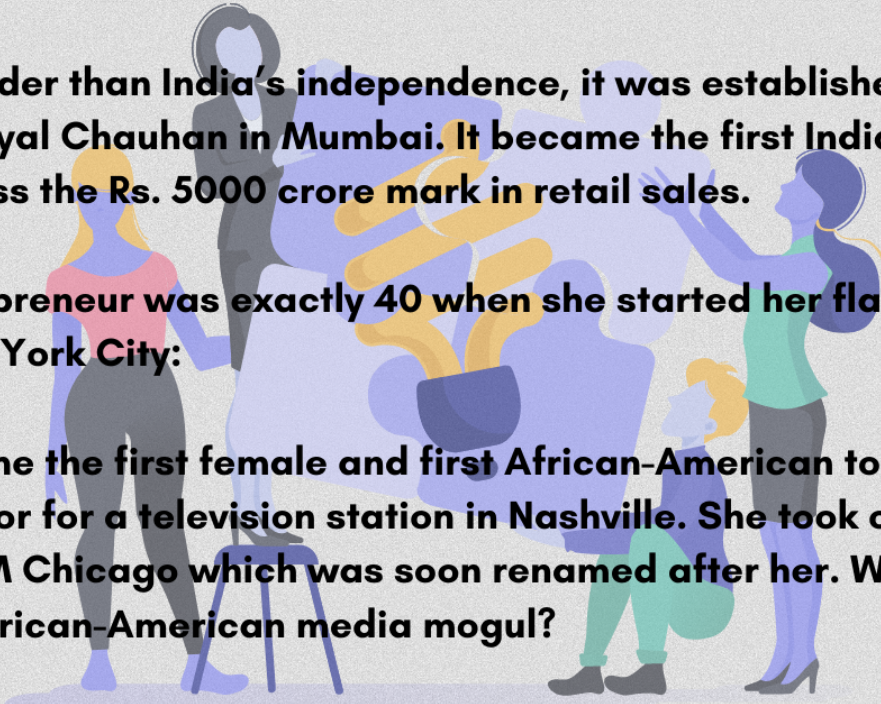 der than India's independence, it was establishe
yal Chauhan in Mumbai. It became the first Indi
ss the Rs. 5000 crore mark in retail sales.
preneur was exactly 40 when she started her fla
York City:
ne the first female and first African-American to
or for a television station in Nashville. She took o
M Chicago which was soon renamed after her. W
rican-American media mogul?